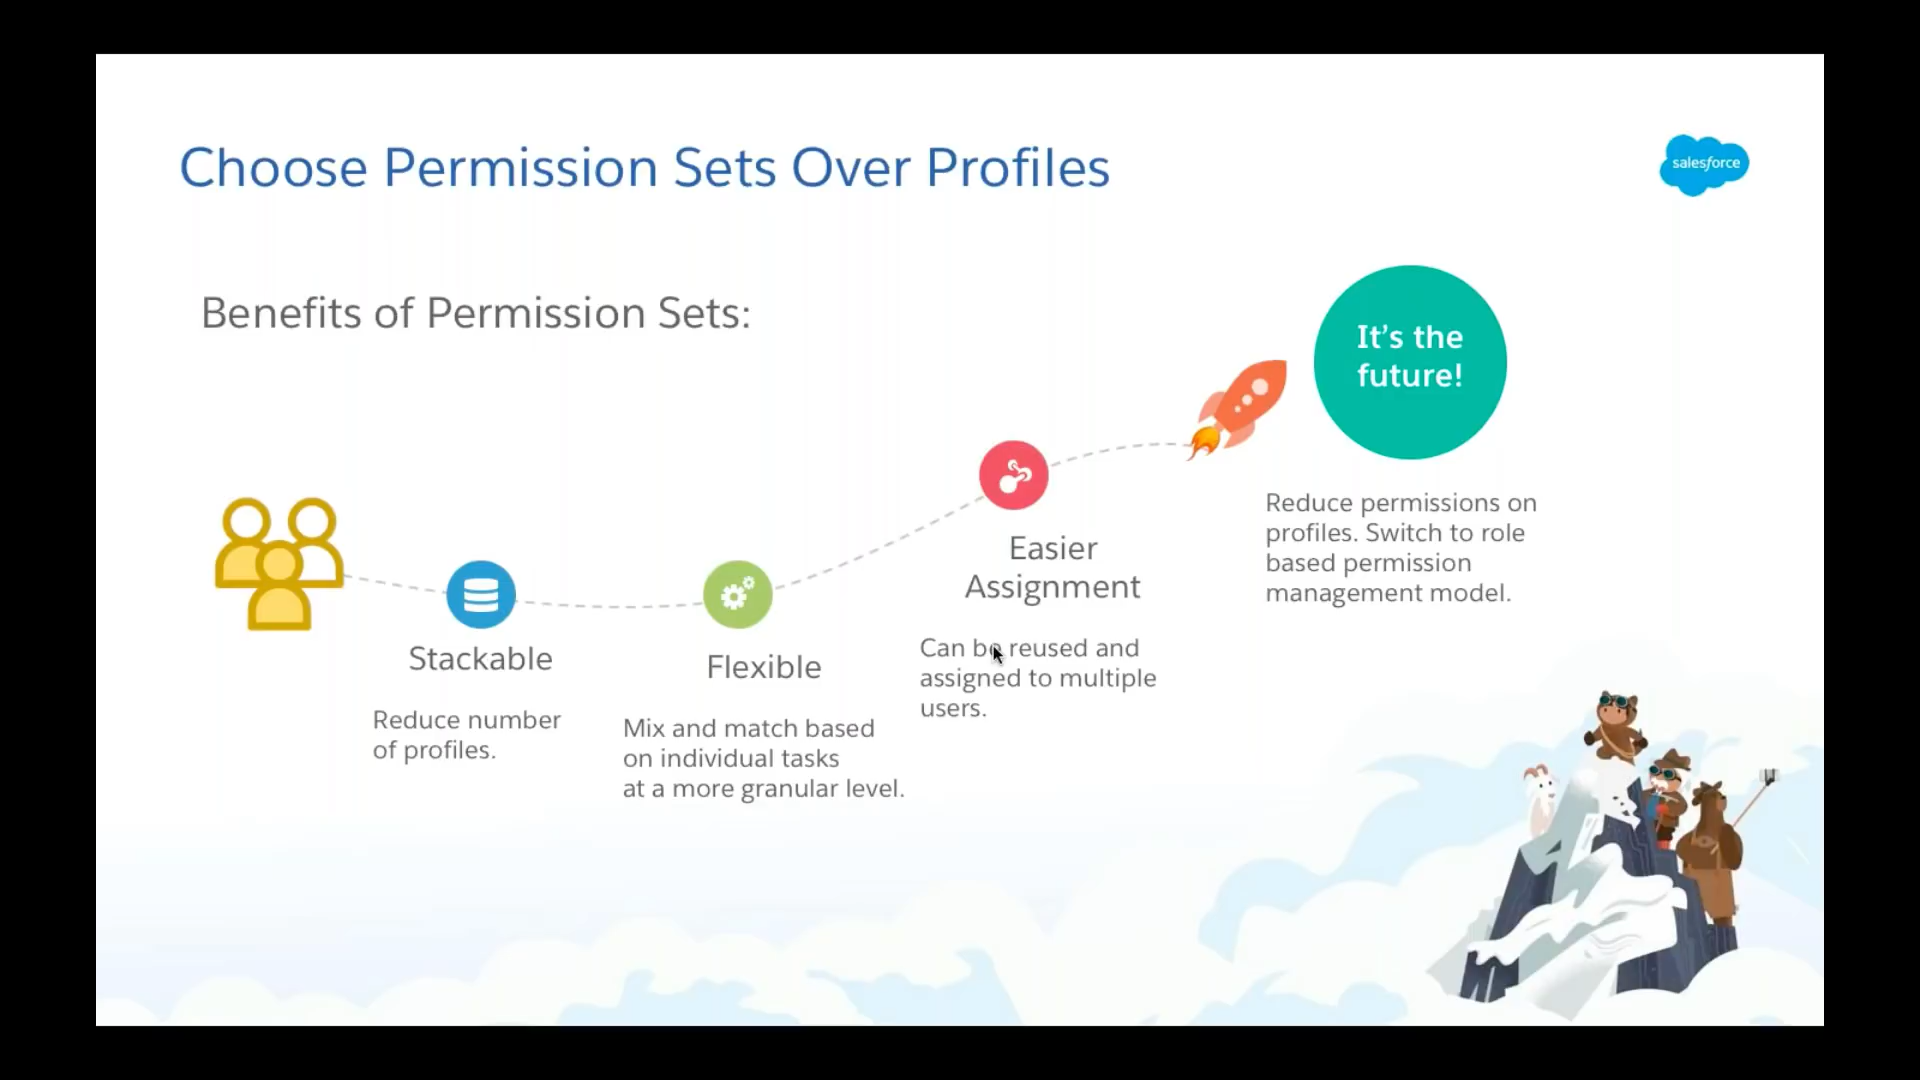 Choose Permission Sets Over Profiles
salesforce
Benefits of Permission Sets:
It's the
future!
Stackable
Reduce number
of profiles.
Flexible
Mix and match based
on individual tasks
at a more granular level.
Easier
Assignment
Can be reused and
assigned to multiple
users.
Reduce permissions on
profiles. Switch to role
based permission
management model.